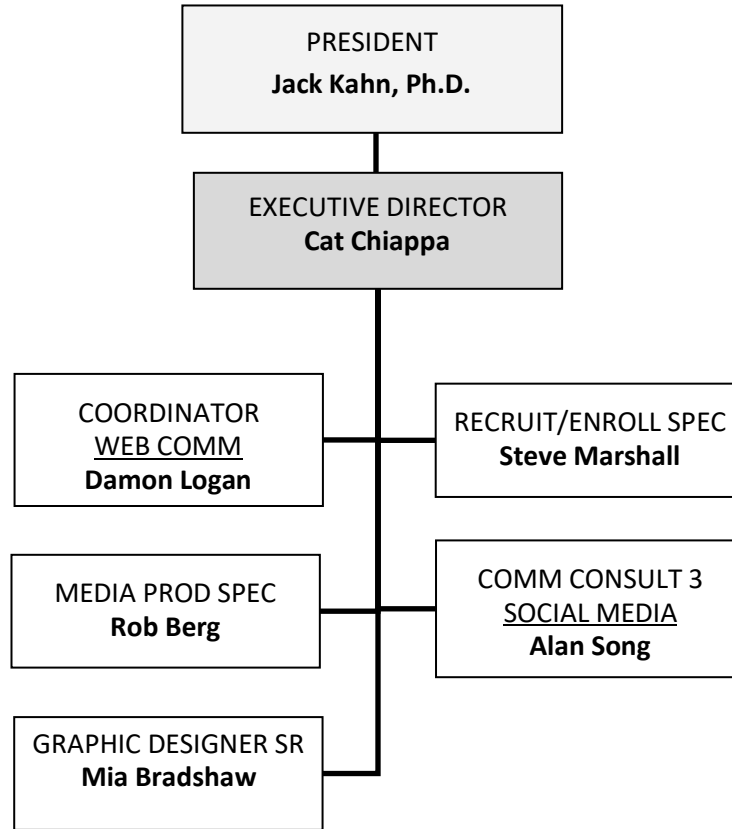 PRESIDENT
Jack Kahn, Ph.D.
EXECUTIVE DIRECTOR
Cat Chiappa
COORDINATOR
WEB COMM
Damon Logan
RECRUIT/ENROLL SPEC
Steve Marshall
MEDIA PROD SPEC
Rob Berg
COMM CONSULT 3
SOCIAL MEDIA
Alan Song
GRAPHIC DESIGNER SR
Mia Bradshaw